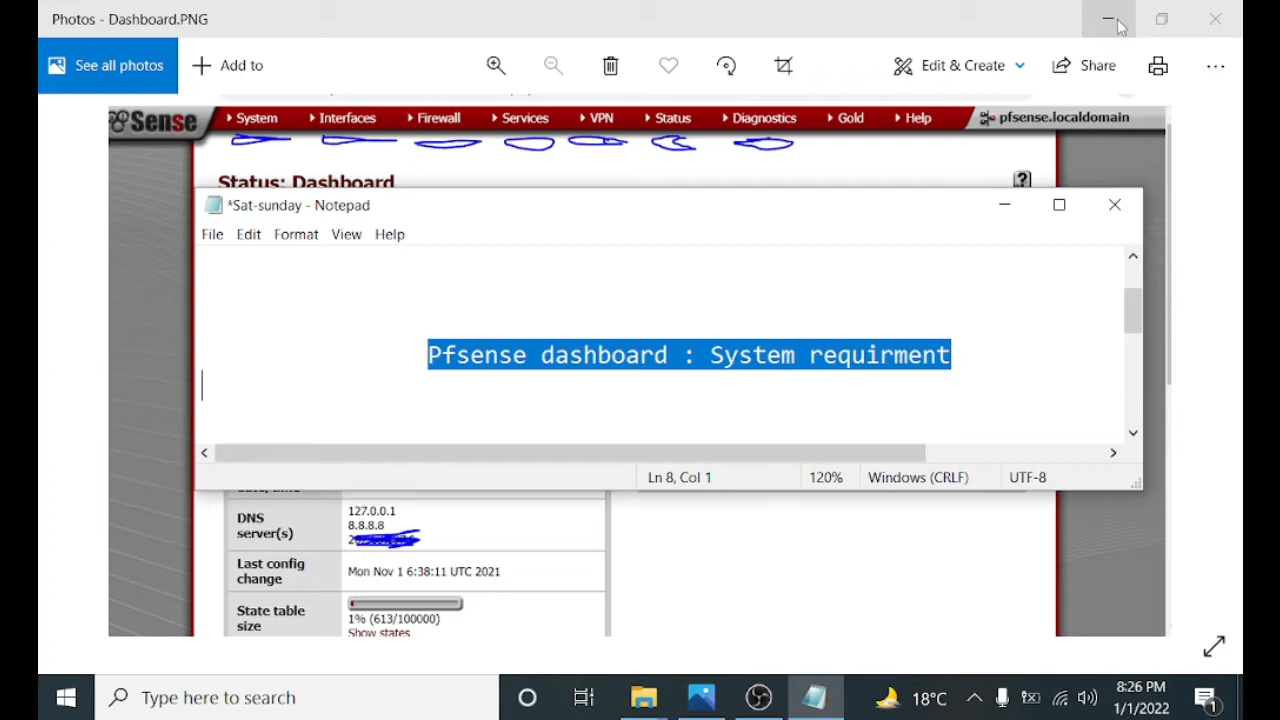 Photos - Dashboard.PNG
See all photos
Add to
Edit & Create
Share
Sense
System
Interfaces
Firewall
Services
VPN
Status
Diagnostics
Gold
Help
pfsense.localdomain
Status: Dashboard
?
*Sat-sunday - Notepad
File Edit Format View Help
Pfsense dashboard : System requirment
Ln 8, Col 1
120%
Windows (CRLF)
UTF-8
DNS server(s)
127.0.0.1
8.8.8.8
Last config change
Mon Nov 1 6:38:11 UTC 2021
State table size
1% (613/100000)
Show states
Type here to search
18°C
8:26 PM
1/1/2022
1